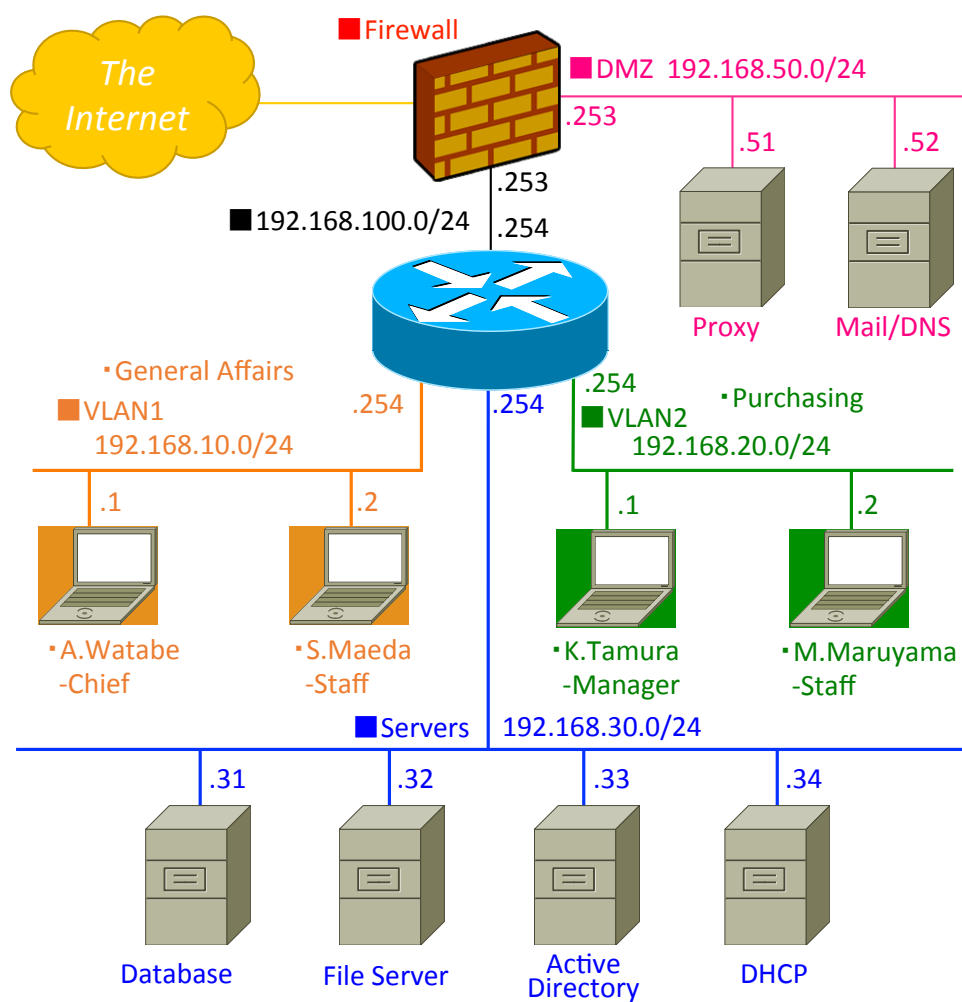 The
Internet
■Firewall
■DMZ 192.168.50.0/24
.253
.51
.52
.253
■192.168.100.0/24
.254
Proxy
Mail/DNS
・General Affairs
■VLAN1
192.168.10.0/24
.254
.254
.254
■VLAN2
・Purchasing
192.168.20.0/24
.1
.2
.1
.2
・A.Watabe
-Chief
・S.Maeda
-Staff
・K.Tamura
-Manager
・M.Maruyama
-Staff
■Servers 192.168.30.0/24
.31
.32
.33
.34
Database
File Server
Active
Directory
DHCP